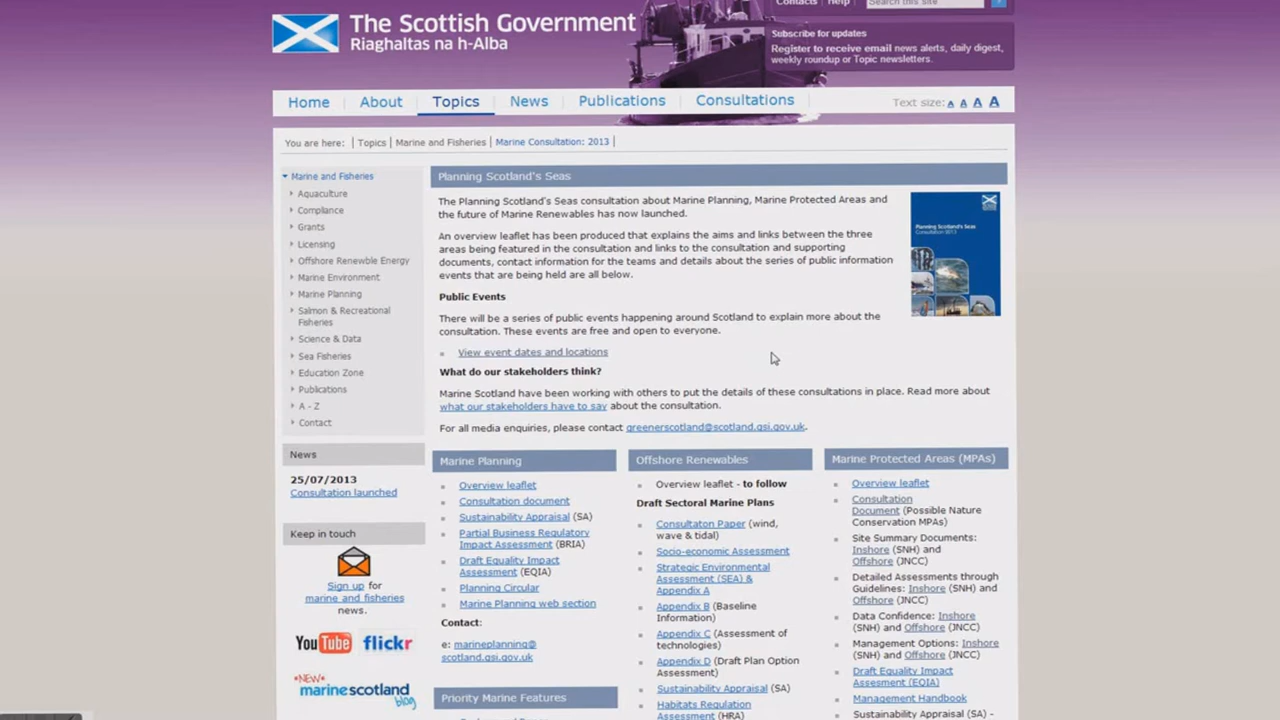 Contacts Help Search this site
The Scottish Government
Riaghaltas na h-Alba
Subscribe for updates
Register to receive email news alerts, daily digest,
weekly roundup or Topic newsletters.
Home About Topics News Publications Consultations Text size: A A A A
You are here: Topics Marine and Fisheries Marine Consultation: 2013
Marine and Fisheries
Aquaculture
Compliance
Grants
Licensing
Offshore Renewble Energy
Marine Environment
Marine Planning
Salmon & Recreational
Fisheries
Science & Data
Sea Fisheries
Education Zone
Publications
A - Z
Contact
News
25/07/2013
Consultation launched
Keep in touch
Sign up for
marine and fisheries
news.
YouTube flickr
*NEW*
marinescotland
blog
Planning Scotland's Seas
The Planning Scotland's Seas consultation about Marine Planning, Marine Protected Areas and
the future of Marine Renewables has now launched.
An overview leaflet has been produced that explains the aims and links between the three
areas being featured in the consultation and links to the consultation and supporting
documents, contact information for the teams and details about the series of public information
events that are being held are all below.
Planning Scotland's Seas
Consultation 2013
Public Events
There will be a series of public events happening around Scotland to explain more about the
consultation. These events are free and open to everyone.
View event dates and locations
What do our stakeholders think?
Marine Scotland have been working with others to put the details of these consultations in place. Read more about
what our stakeholders have to say about the consultation.
For all media enquiries, please contact greenerscotland@scotland.gsi.gov.uk.
Marine Planning
Overview leaflet
Consultation document
Sustainability Appraisal (SA)
Partial Business Regulatory
Impact Assessment (BRIA)
Draft Equality Impact
Assessment (EQIA)
Planning Circular
Marine Planning web section
Contact:
e: marineplanning@
scotland.gsi.gov.uk
Priority Marine Features
Offshore Renewables
Overview leaflet - to follow
Draft Sectoral Marine Plans
Consultaton Paper (wind,
wave & tidal)
Socio-economic Assessment
Strategic Environmental
Assessment (SEA) &
Appendix A
Appendix B (Baseline
Information)
Appendix C (Assessment of
technologies)
Appendix D (Draft Plan Option
Assessment)
Sustainability Appraisal (SA)
Habitats Regulation
Assessment (HRA)
Marine Protected Areas (MPAs)
Overview leaflet
Consultation
Document (Possible Nature
Conservation MPAs)
Site Summary Documents:
Inshore (SNH) and
Offshore (JNCC)
Detailed Assessments through
Guidelines: Inshore (SNH) and
Offshore (JNCC)
Data Confidence: Inshore
(SNH) and Offshore (JNCC)
Management Options: Inshore
(SNH) and Offshore (JNCC)
Draft Equality Impact
Assesment (EQIA)
Management Handbook
Sustainability Appraisal (SA) -